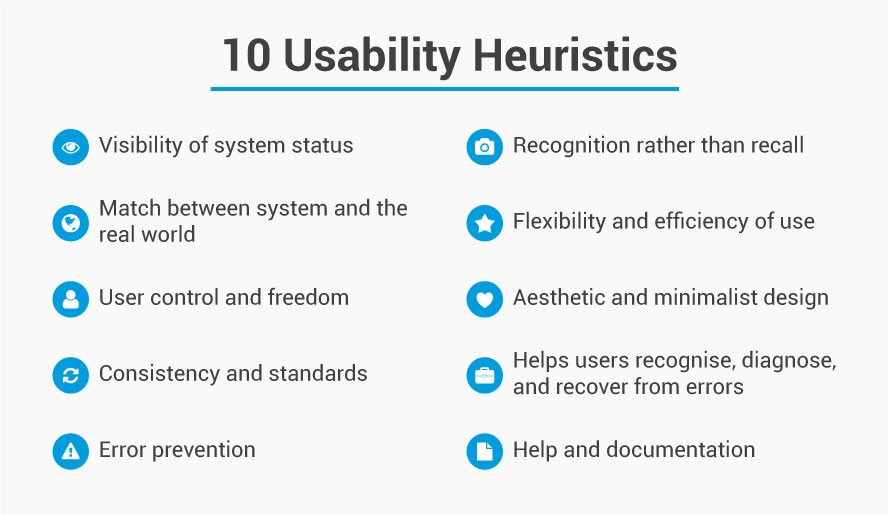 10 Usability Heuristics
Visibility of system status
Match between system and the
real world
User control and freedom
Consistency and standards
Error prevention
Recognition rather than recall
Flexibility and efficiency of use
Aesthetic and minimalist design
Helps users recognise, diagnose,
and recover from errors
Help and documentation